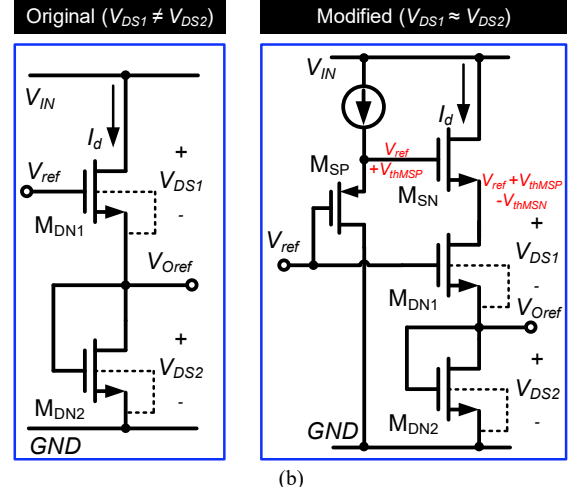 Original (VDS1 ≠ VDS2)
Modified (VDS1 ≈ VDS2)
VIN
Id
+
Vref
VDS1
-
MDN1
VOref
+
VDS2
MDN2
-
GND
VIN
Id
MSP
Vref
+VthMSP
MSN
Vref +VthMSP
-VthMSN
+
Vref
VDS1
MDN1
-
VOref
+
VDS2
MDN2
-
GND
(b)